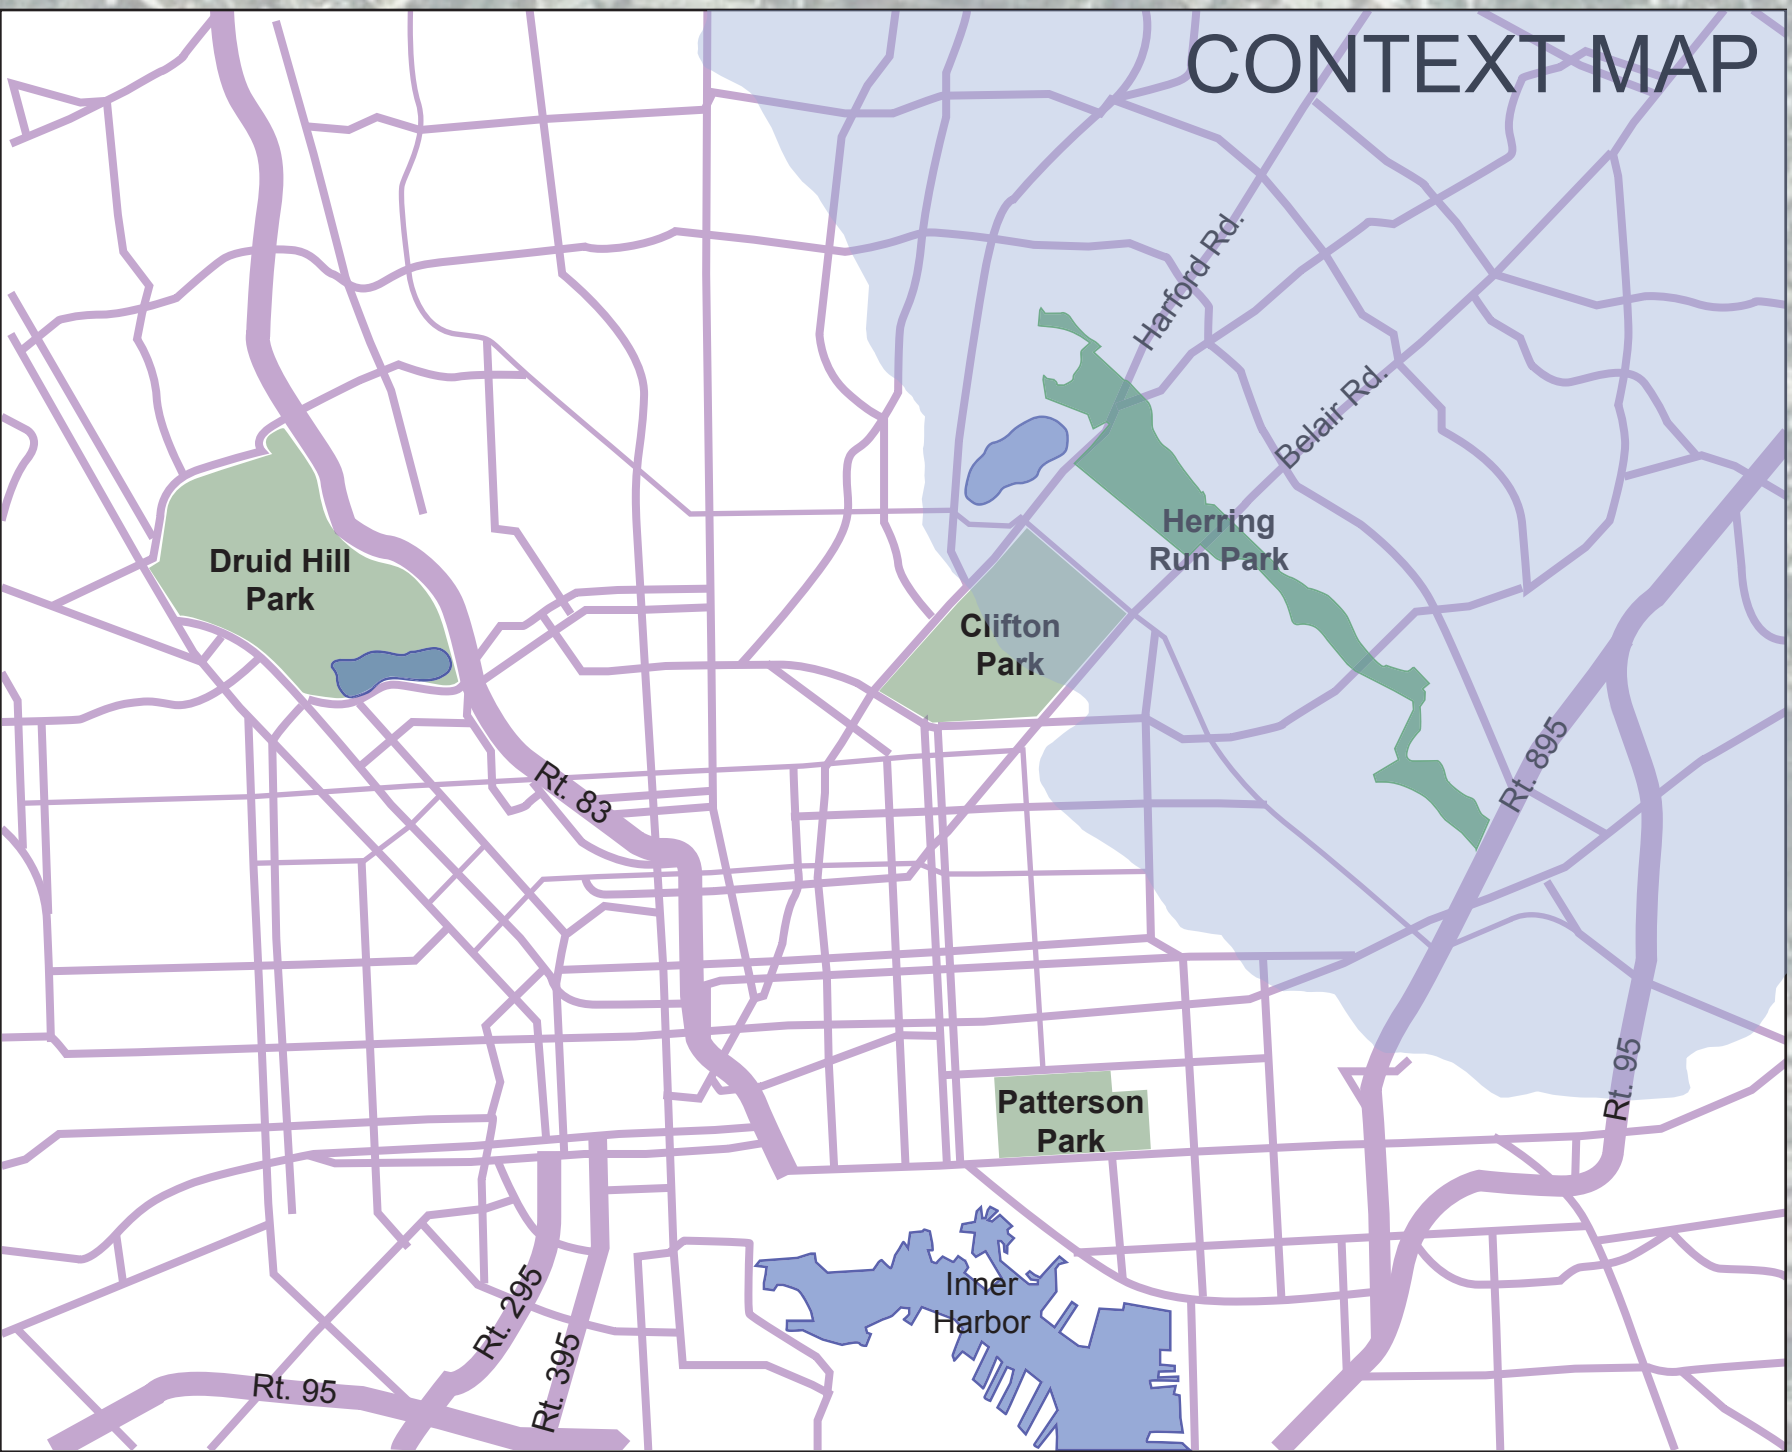 CONTEXT MAP
Harford Rd.
Belair Rd.
Herring
Run Park
Druid Hill
Park
Clifton
Park
Rt. 83
Rt. 895
Rt. 95
Patterson
Park
Inner
Harbor
Rt. 295
Rt. 395
Rt. 95